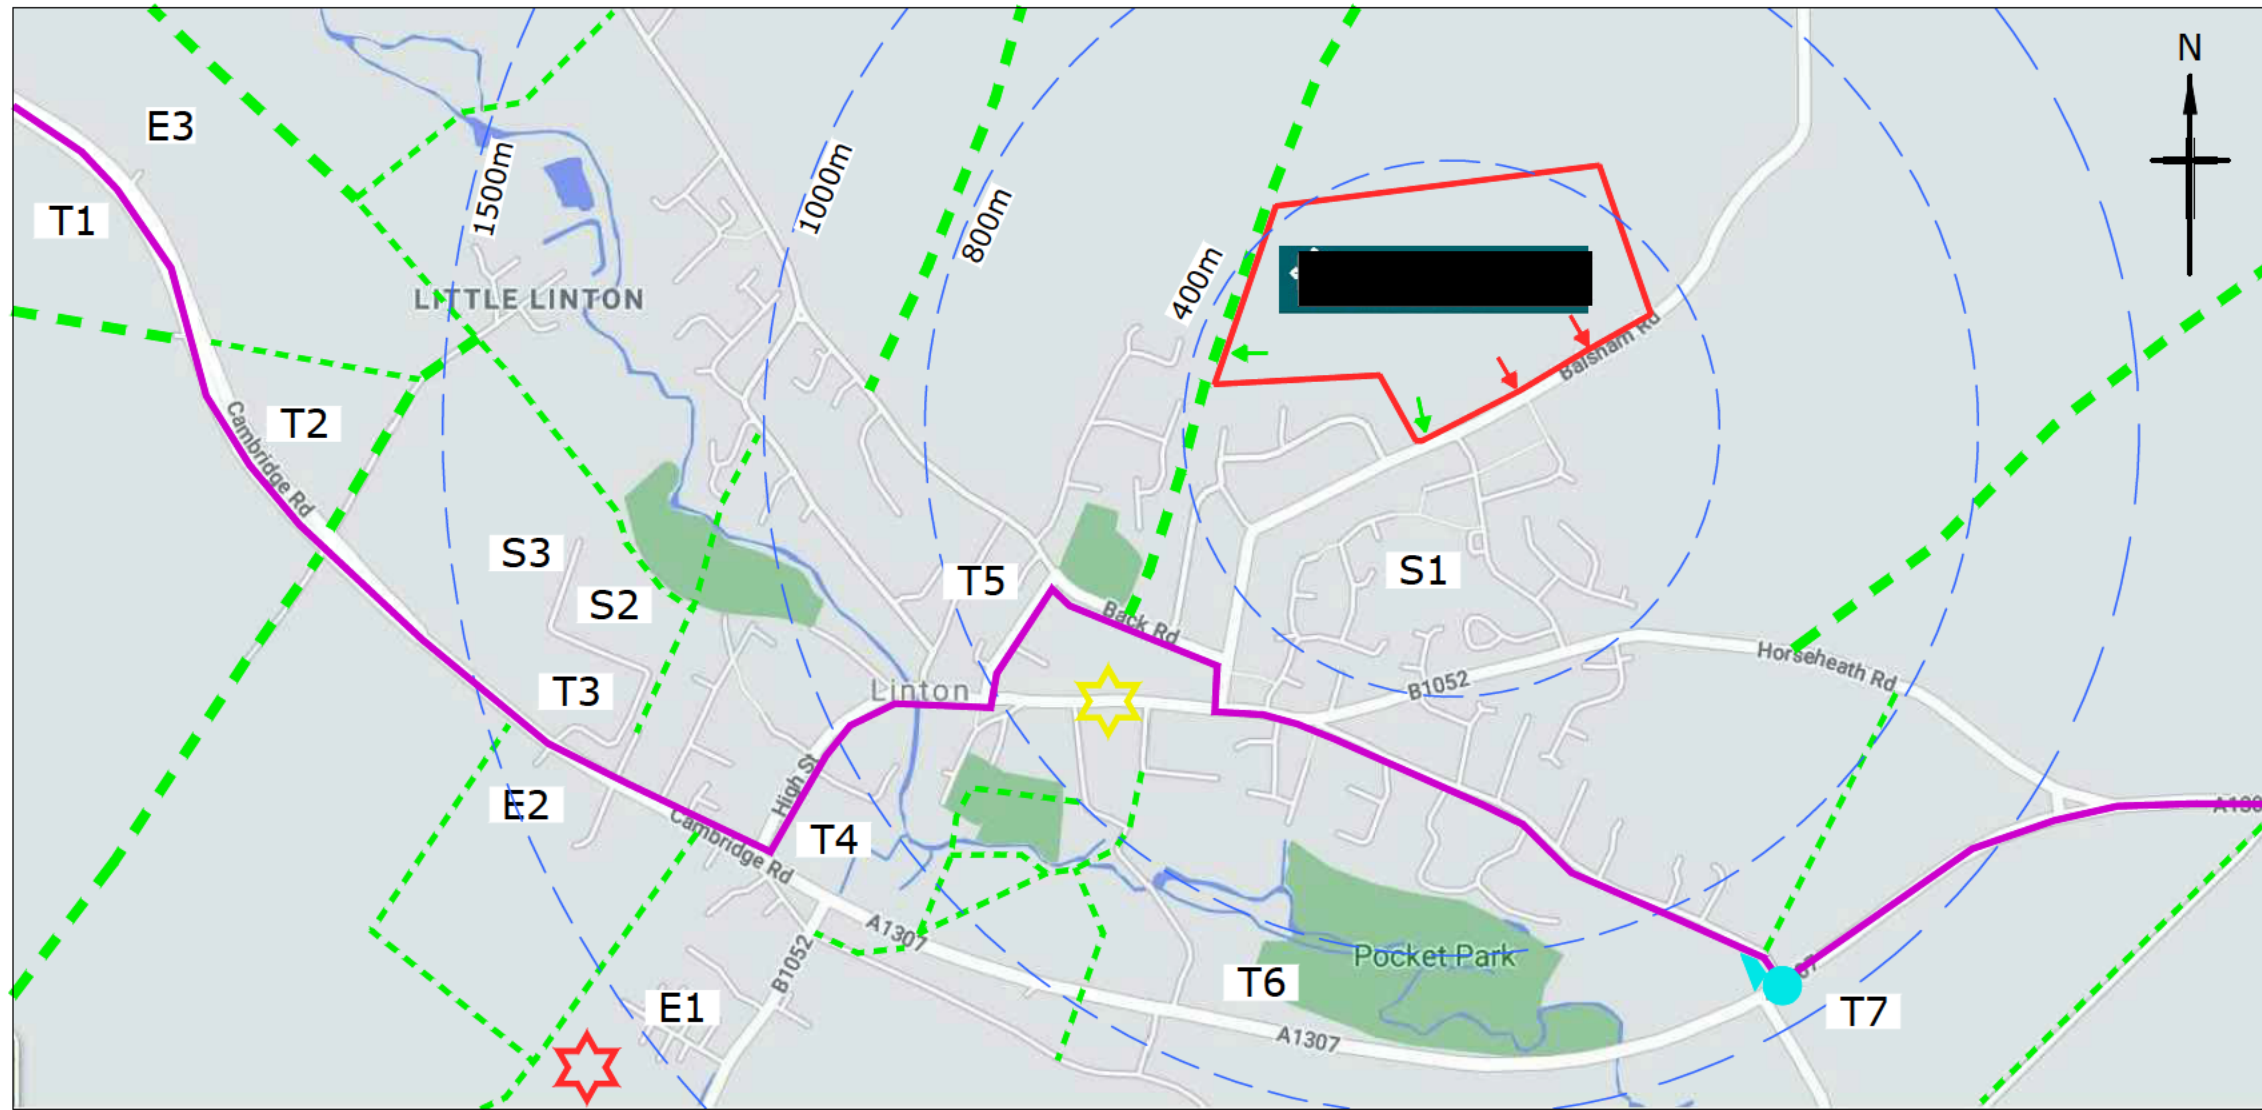 N
E3
T1
1500m
1000m
800m
400m
LITTLE LINTON
Balsham Rd
T2
Cambridge Rd
S3
S2
T5
S1
Back Rd
T3
Linton
B1052
Horseheath Rd
E2
High St
T4
Cambridge Rd
A1307
B1052
Pocket Park
E1
T6
T7
A1307